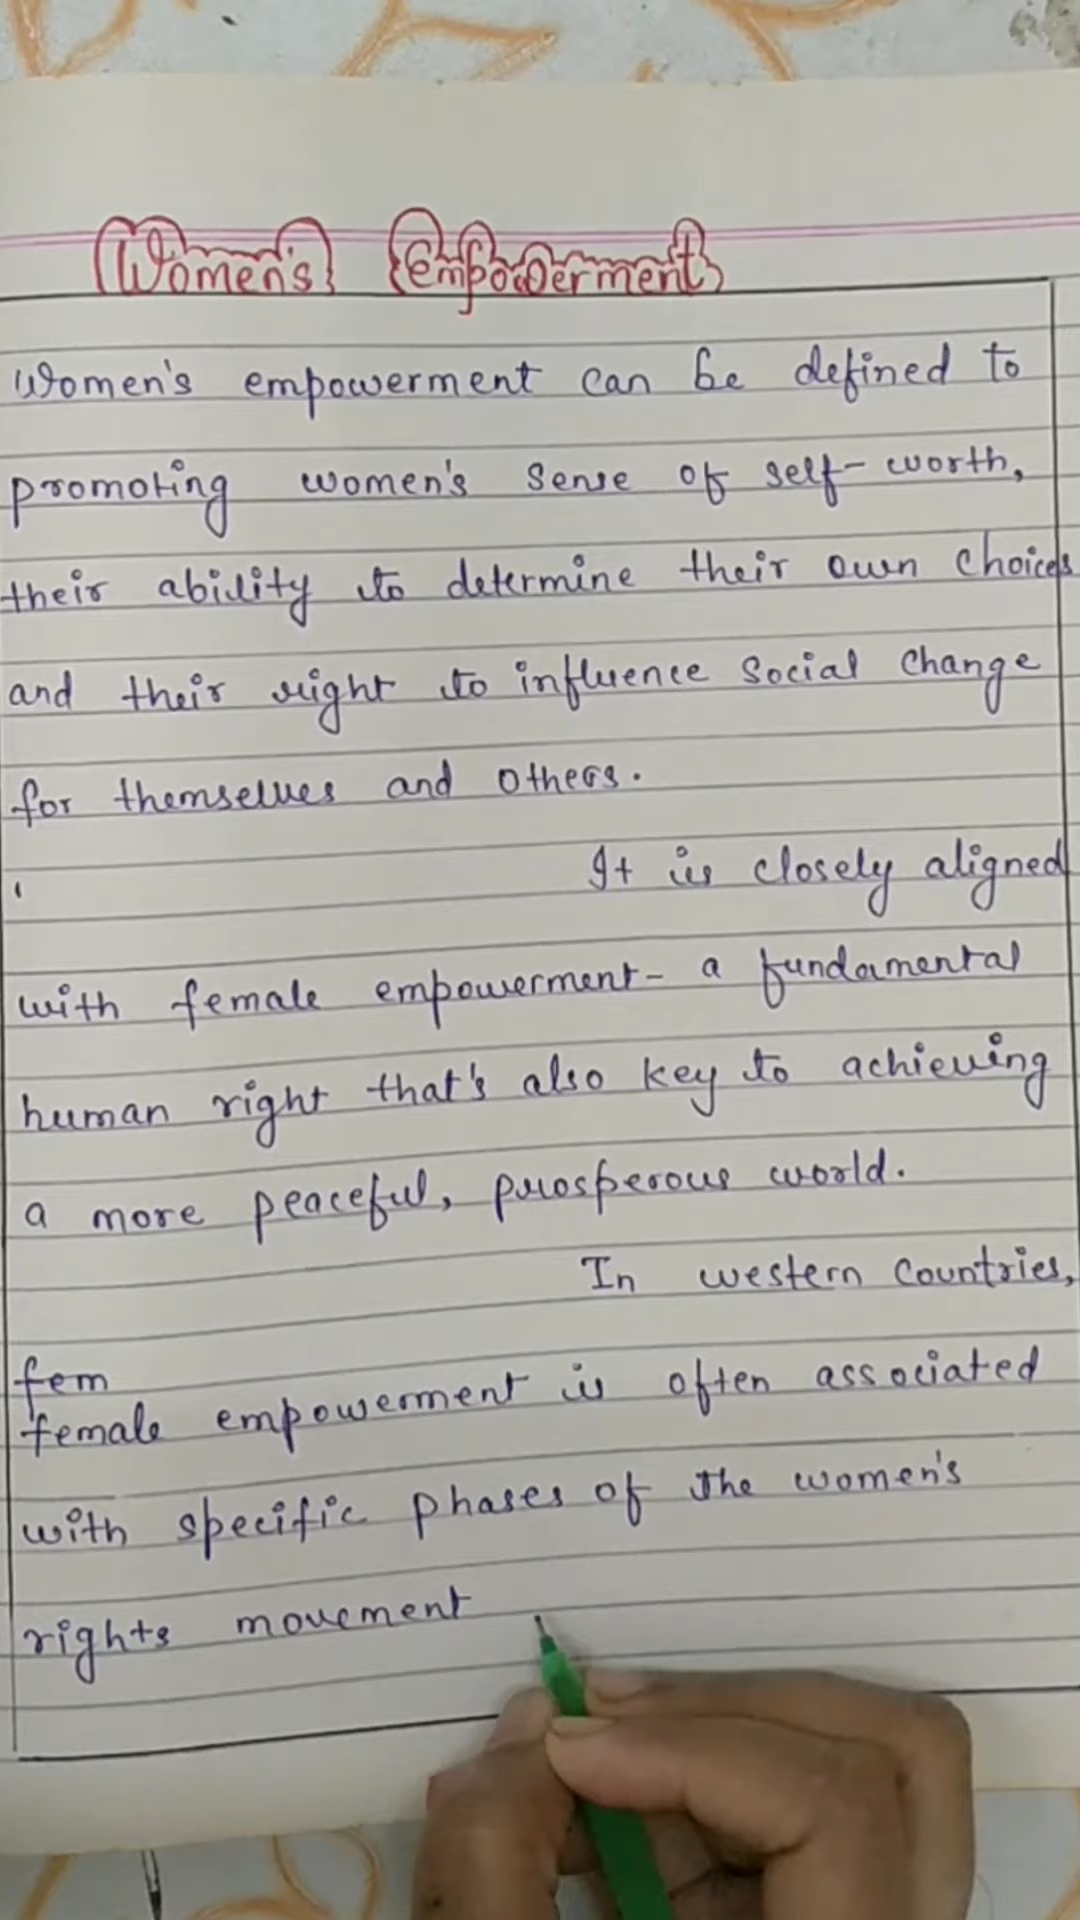 Women's Empowerment
Women's empowerment can be defined to
promoting women's sense of self-worth,
their ability to determine their own choices
and their right to influence social change
for themselves and others.
It is closely aligned
with female empowerment- a fundamental
human right that's also key to achieving
a more peaceful, prosperous world.
In western countries,
fem
female empowerment is often associated
with specific phases of the women's
rights movement